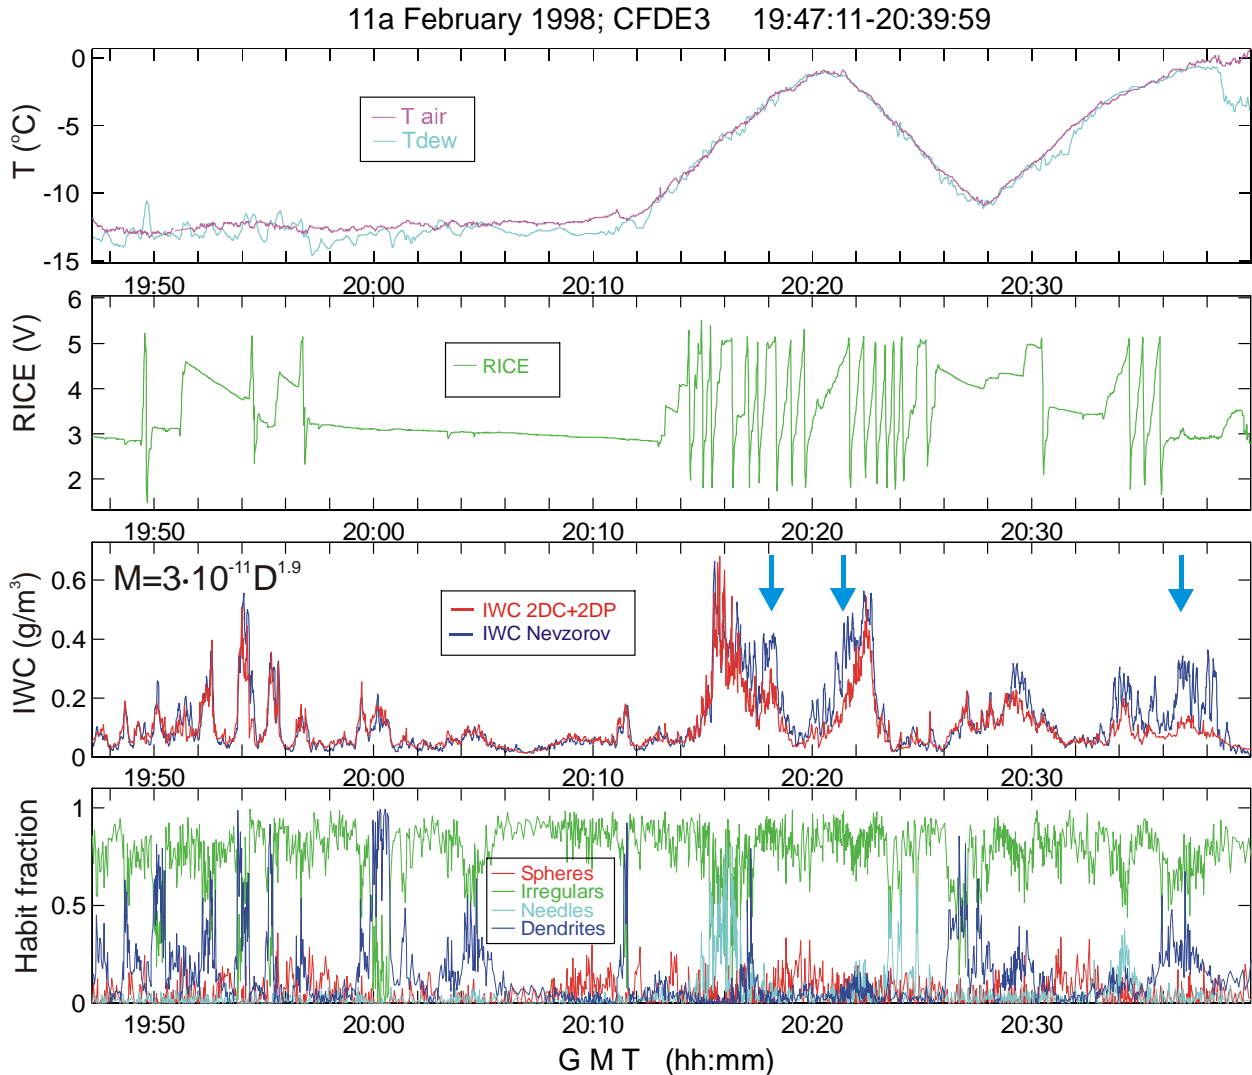 11a February 1998; CFDE3 19:47:11-20:39:59
T (°C)
0
-5
-10
-15
T air
Tdew
19:50 20:00 20:10 20:20 20:30
RICE (V)
6
5
4
3
2
RICE
19:50 20:00 20:10 20:20 20:30
IWC (g/m³)
0.6
0.4
0.2
0
M=3·10⁻¹¹D¹·⁹
IWC 2DC+2DP
IWC Nevzorov
19:50 20:00 20:10 20:20 20:30
Habit fraction
1
0.5
0
Spheres
Irregulars
Needles
Dendrites
19:50 20:00 20:10 20:20 20:30
G M T (hh:mm)